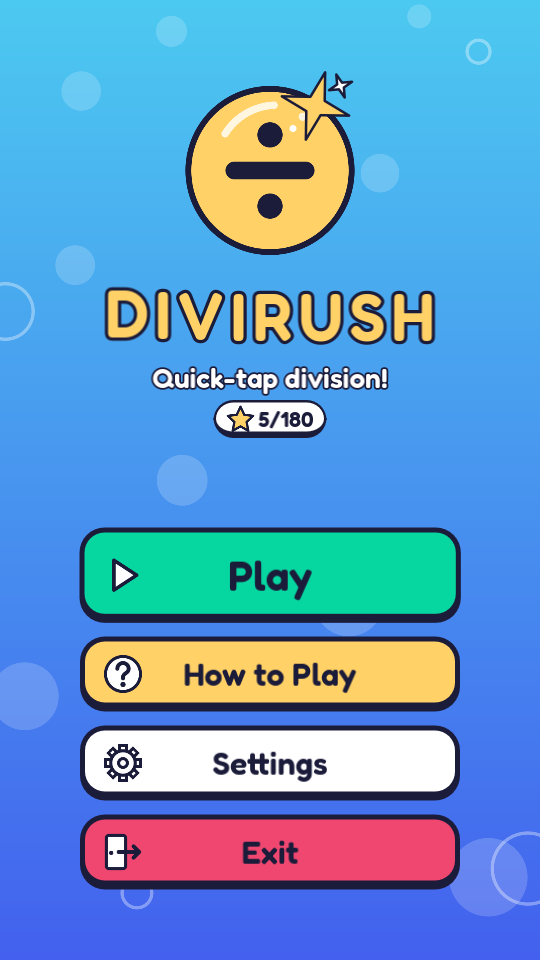 DIVIRUSH
Quick-tap division!
5/180
Play
How to Play
Settings
Exit